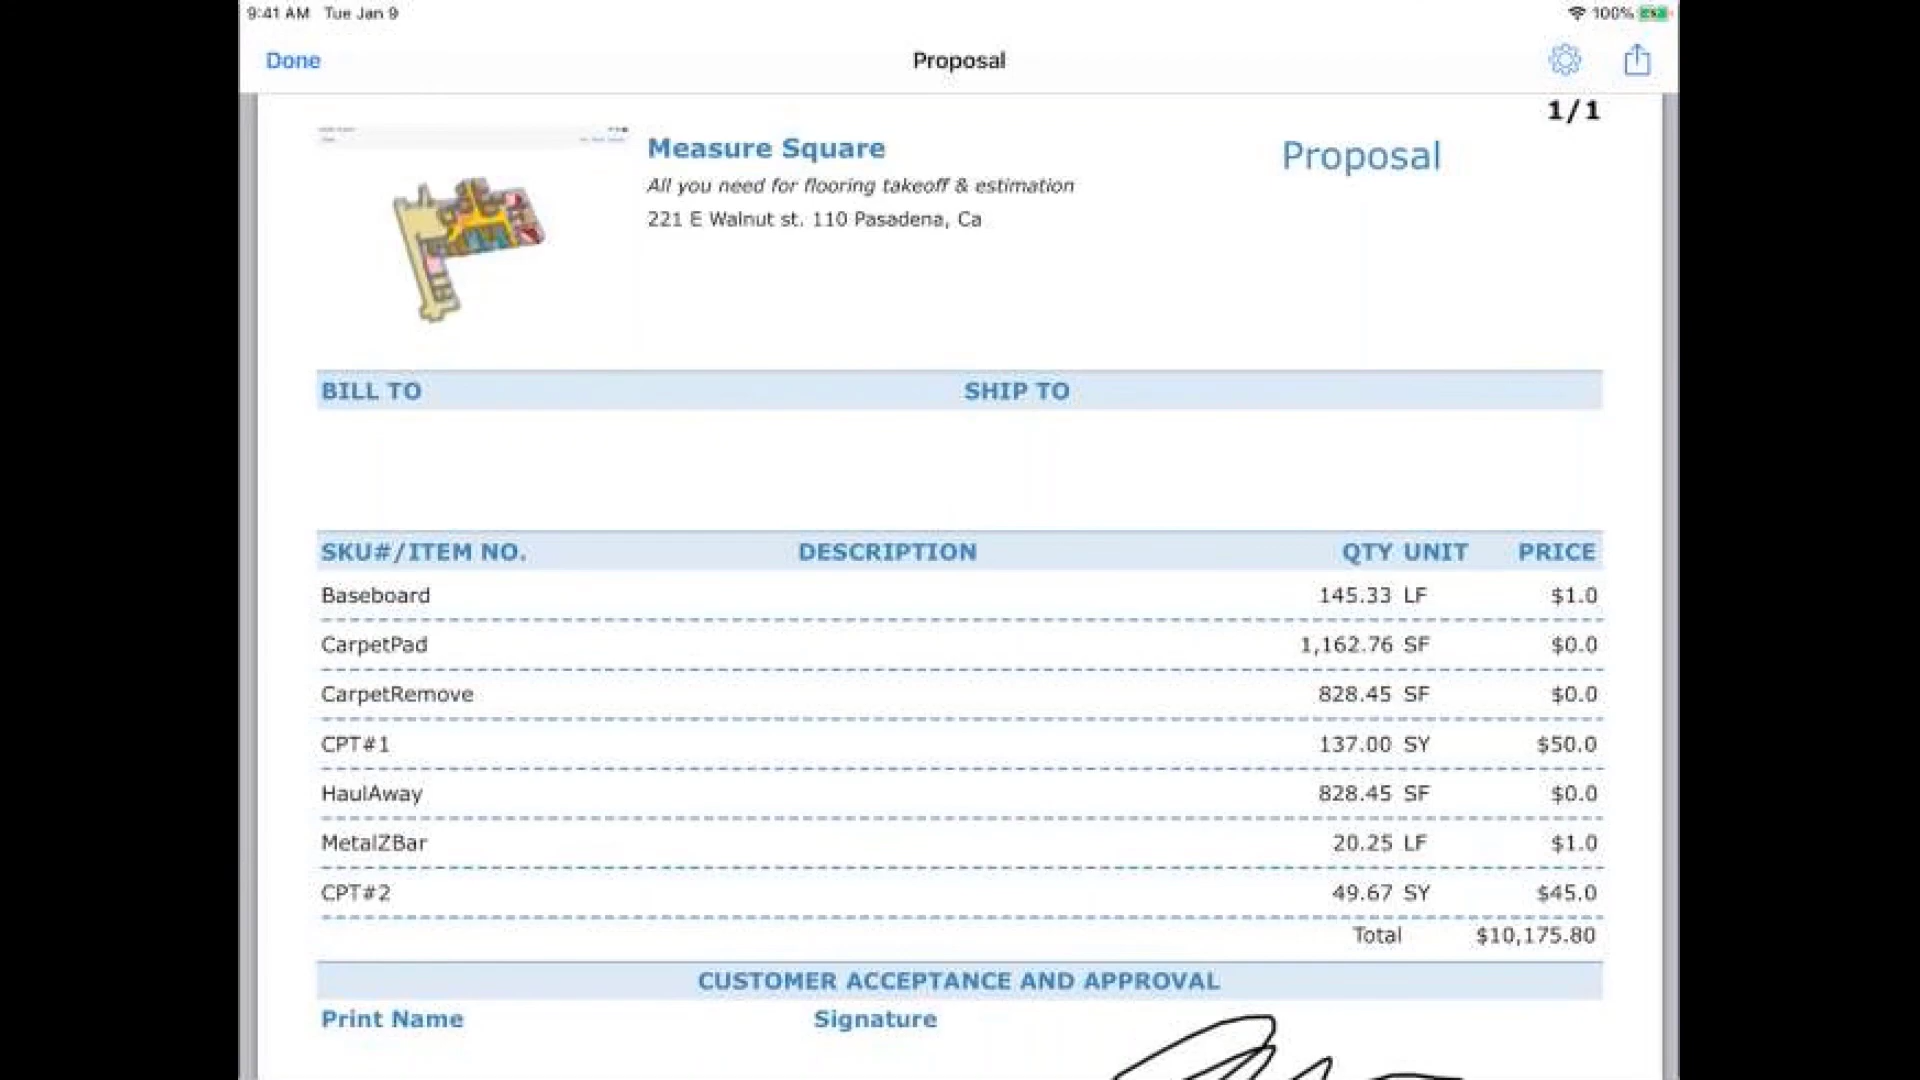 9:41 AM Tue Jan 9 100%
Done Proposal
1/1
Measure Square Proposal
All you need for flooring takeoff & estimation
221 E Walnut st. 110 Pasadena, Ca
BILL TO SHIP TO
SKU#/ITEM NO. DESCRIPTION QTY UNIT PRICE
Baseboard 145.33 LF $1.0
CarpetPad 1,162.76 SF $0.0
CarpetRemove 828.45 SF $0.0
CPT#1 137.00 SY $50.0
HaulAway 828.45 SF $0.0
MetalZBar 20.25 LF $1.0
CPT#2 49.67 SY $45.0
Total $10,175.80
CUSTOMER ACCEPTANCE AND APPROVAL
Print Name Signature